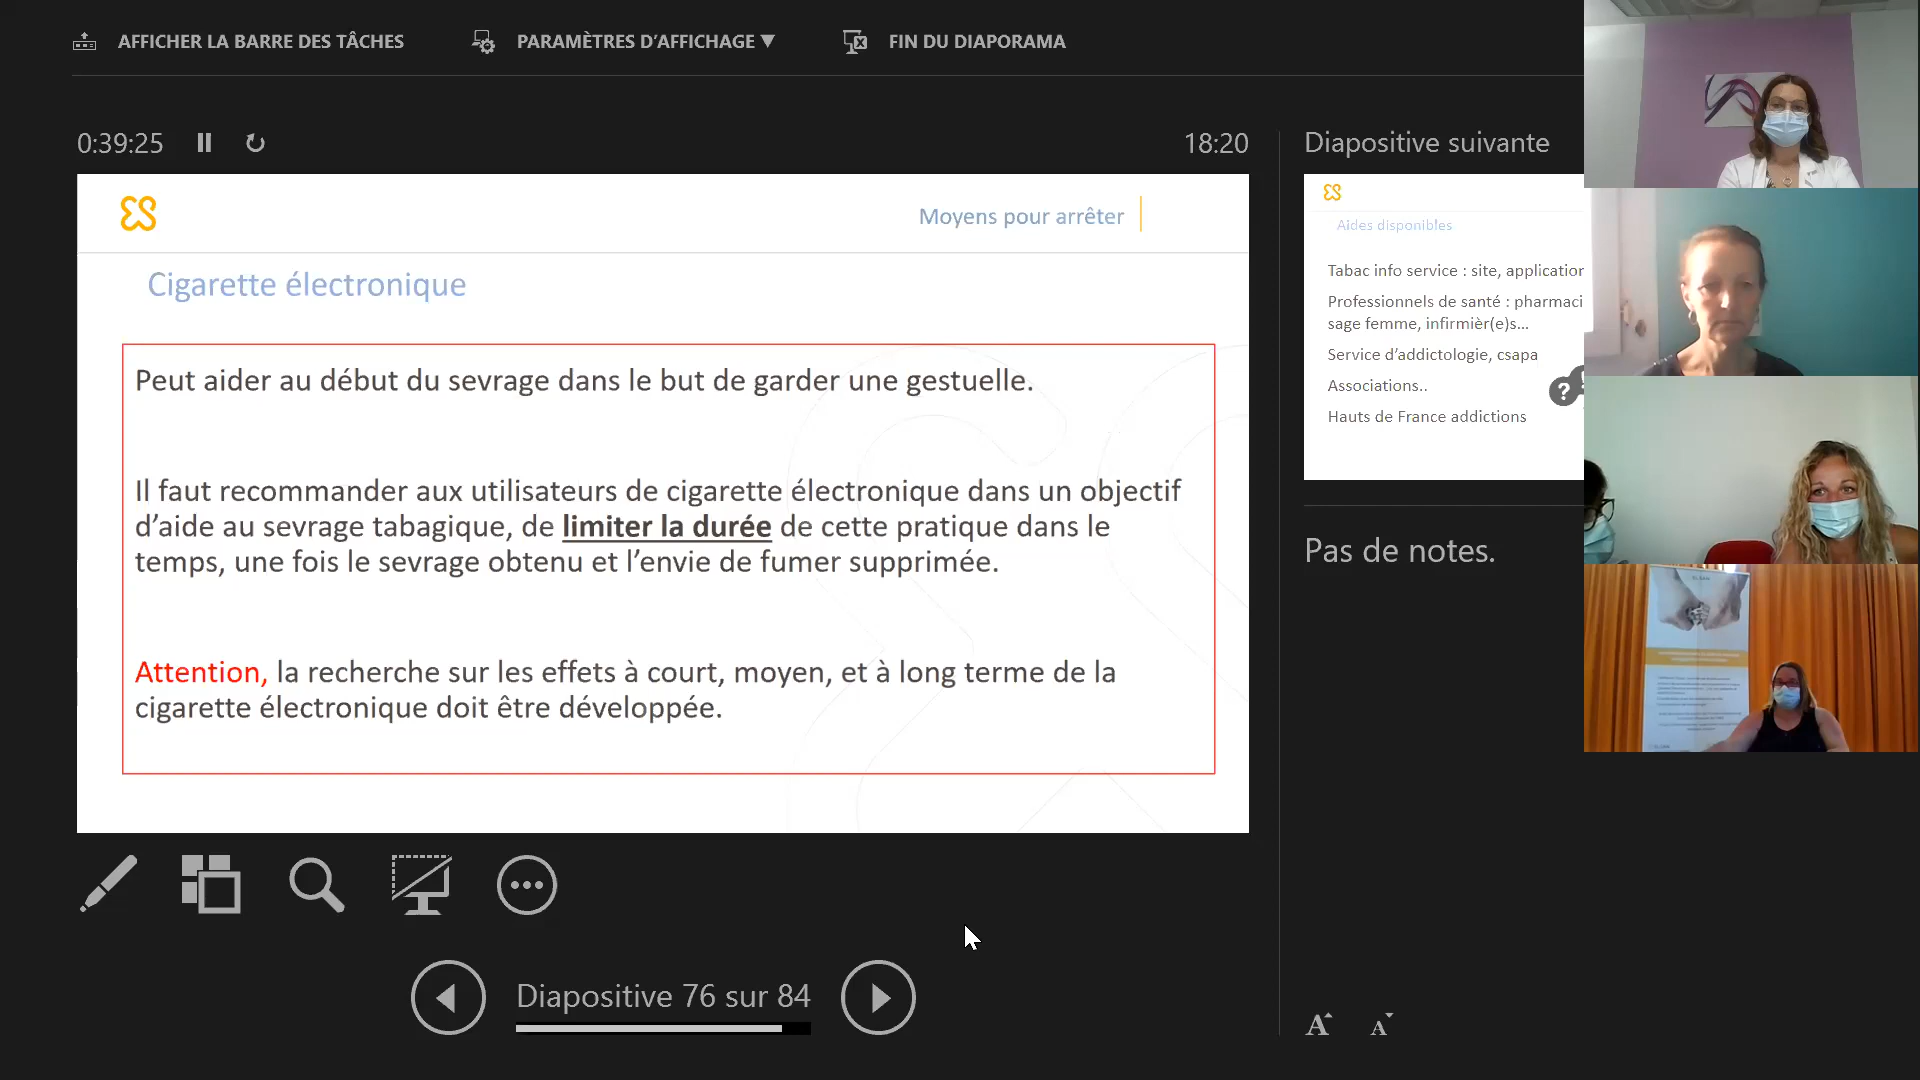 AFFICHER LA BARRE DES TÂCHES
PARAMÈTRES D'AFFICHAGE ▼
FIN DU DIAPORAMA
0:39:25
18:20
Moyens pour arrêter
Cigarette électronique
Peut aider au début du sevrage dans le but de garder une gestuelle.
Il faut recommander aux utilisateurs de cigarette électronique dans un objectif
d’aide au sevrage tabagique, de limiter la durée de cette pratique dans le
temps, une fois le sevrage obtenu et l’envie de fumer supprimée.
Attention, la recherche sur les effets à court, moyen, et à long terme de la
cigarette électronique doit être développée.
Diapositive 76 sur 84
Diapositive suivante
Aides disponibles
Tabac info service : site, application
Professionnels de santé : pharmaci
sage femme, infirmièr(e)s...
Service d’addictologie, csapa
Associations..
Hauts de France addictions
?
Pas de notes.
A A